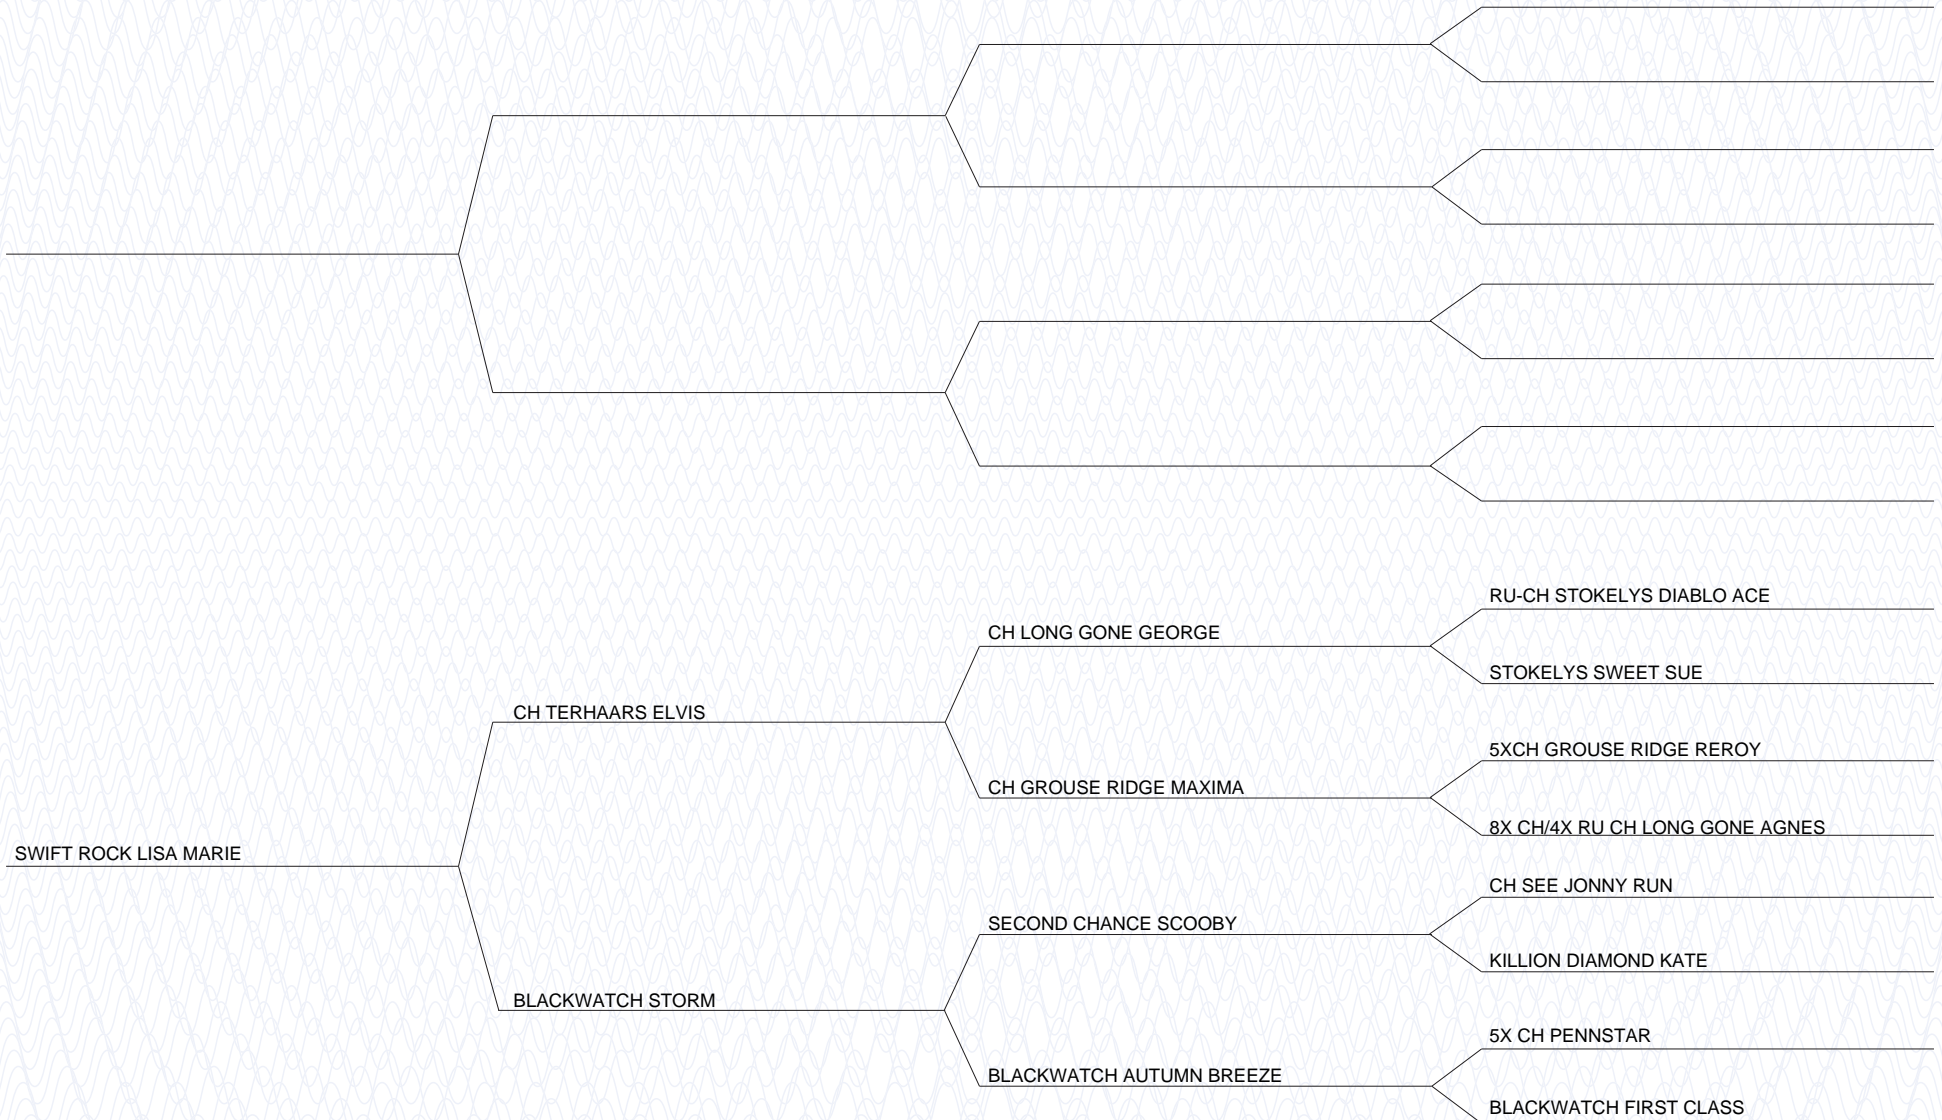 RU-CH STOKELYS DIABLO ACE
CH LONG GONE GEORGE
STOKELYS SWEET SUE
CH TERHAARS ELVIS
5XCH GROUSE RIDGE REROY
CH GROUSE RIDGE MAXIMA
8X CH/4X RU CH LONG GONE AGNES
SWIFT ROCK LISA MARIE
CH SEE JONNY RUN
SECOND CHANCE SCOOBY
KILLION DIAMOND KATE
BLACKWATCH STORM
5X CH PENNSTAR
BLACKWATCH AUTUMN BREEZE
BLACKWATCH FIRST CLASS